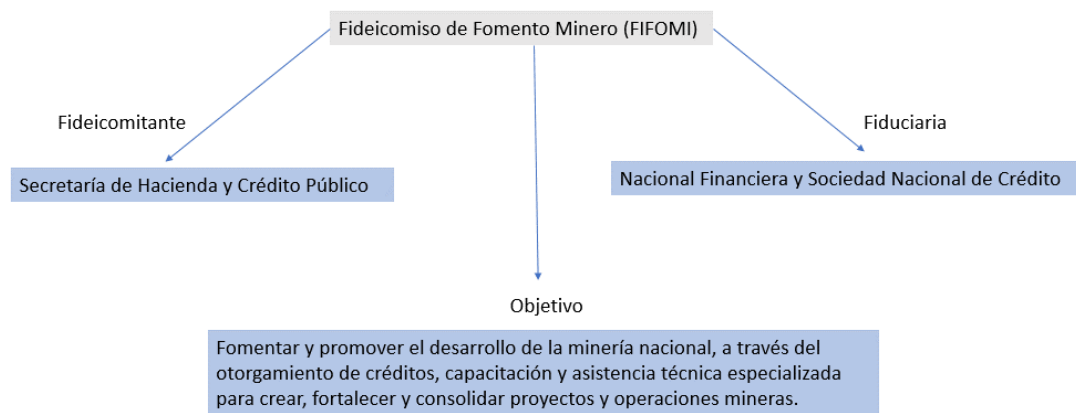 Fideicomiso de Fomento Minero (FIFOMI)
Fideicomitante
Fiduciaria
Secretaría de Hacienda y Crédito Público
Nacional Financiera y Sociedad Nacional de Crédito
Objetivo
Fomentar y promover el desarrollo de la minería nacional, a través del
otorgamiento de créditos, capacitación y asistencia técnica especializada
para crear, fortalecer y consolidar proyectos y operaciones mineras.